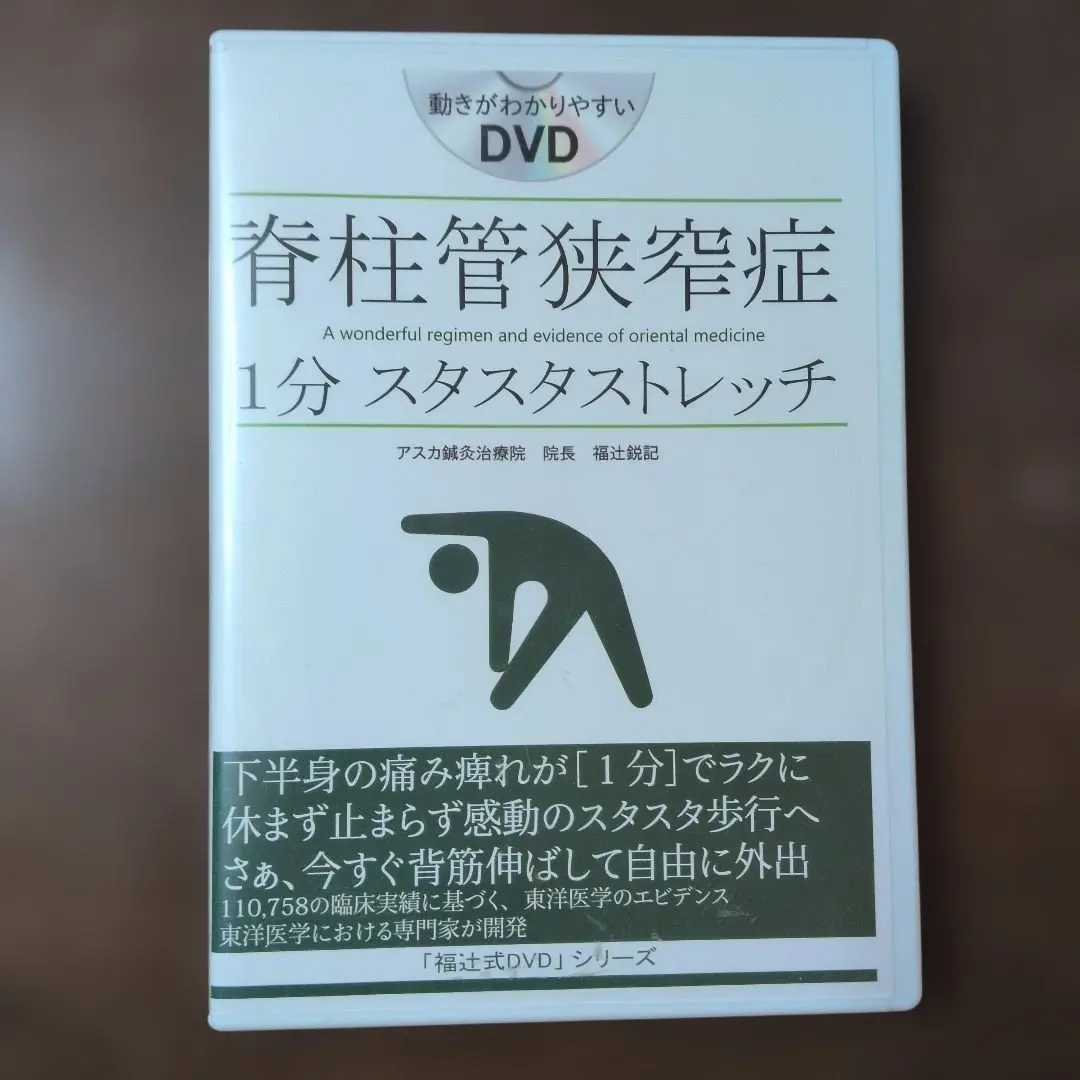 動きがわかりやすい
DVD
脊柱管狭窄症
A wonderful regimen and evidence of oriental medicine
1分 スタスタストレッチ
アスカ鍼灸治療院 院長 福辻鋭記
下半身の痛み痺れが[1分]でラクに
休まず止まらず感動のスタスタ歩行へ
さぁ、今すぐ背筋伸ばして自由に外出
110,758の臨床実績に基づく、東洋医学のエビデンス
東洋医学における専門家が開発
「福辻式DVD」シリーズ